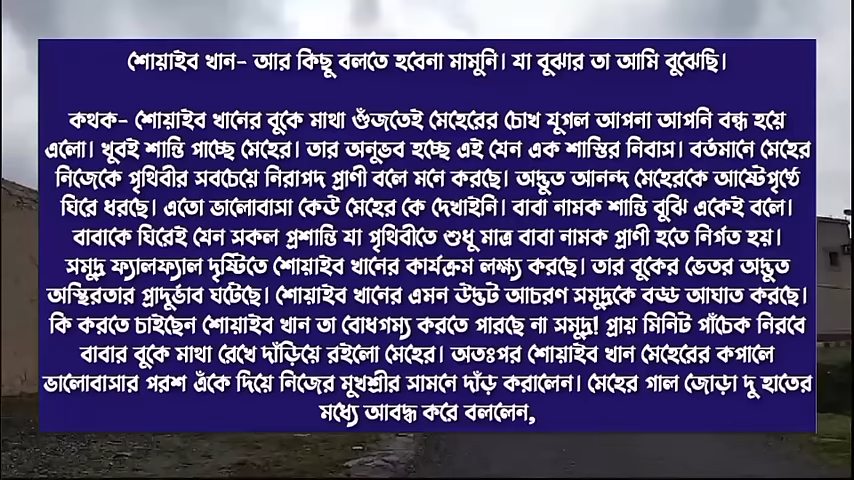 শোয়াইব খান- আর কিছু বলতে হবেনা মামুনি। যা বুঝার তা আমি বুঝেছি।
কথক- শোয়াইব খানের বুকে মাথা গুঁজতেই মেহেরের চোখ যুগল আপনা আপনি বন্ধ হয়ে
এলো। খুবই শান্তি পাচ্ছে মেহের। তার অনুভব হচ্ছে এই যেন এক শান্তির নিবাস। বর্তমানে মেহের
নিজেকে পৃথিবীর সবচেয়ে নিরাপদ প্রাণী বলে মনে করছে। অদ্ভুত আনন্দ মেহেরকে আষ্টেপৃষ্ঠে
ঘিরে ধরছে। এতো ভালোবাসা কেউ মেহের কে দেখাইনি। বাবা নামক শান্তি বুঝি একেই বলে।
বাবাকে ঘিরেই যেন সকল প্রশান্তি যা পৃথিবীতে শুধু মাত্র বাবা নামক প্রাণী হতে নির্গত হয়।
সমুদ্র ফ্যালফ্যাল দৃষ্টিতে শোয়াইব খানের কার্যক্রম লক্ষ্য করছে। তার বুকের ভেতর অদ্ভুত
অস্থিরতার প্রাদুর্ভাব ঘটেছে। শোয়াইব খানের এমন উদ্ভট আচরণ সমুদ্রকে বড্ড আঘাত করছে।
কি করতে চাইছেন শোয়াইব খান তা বোধগম্য করতে পারছে না সমুদ্র! প্রায় মিনিট পাঁচেক নিরবে
বাবার বুকে মাথা রেখে দাঁড়িয়ে রইলো মেহের। অতঃপর শোয়াইব খান মেহেরের কপালে
ভালোবাসার পরশ এঁকে দিয়ে নিজের মুখশ্রীর সামনে দাঁড় করালেন। মেহের গাল জোড়া দু হাতের
মধ্যে আবদ্ধ করে বললেন,